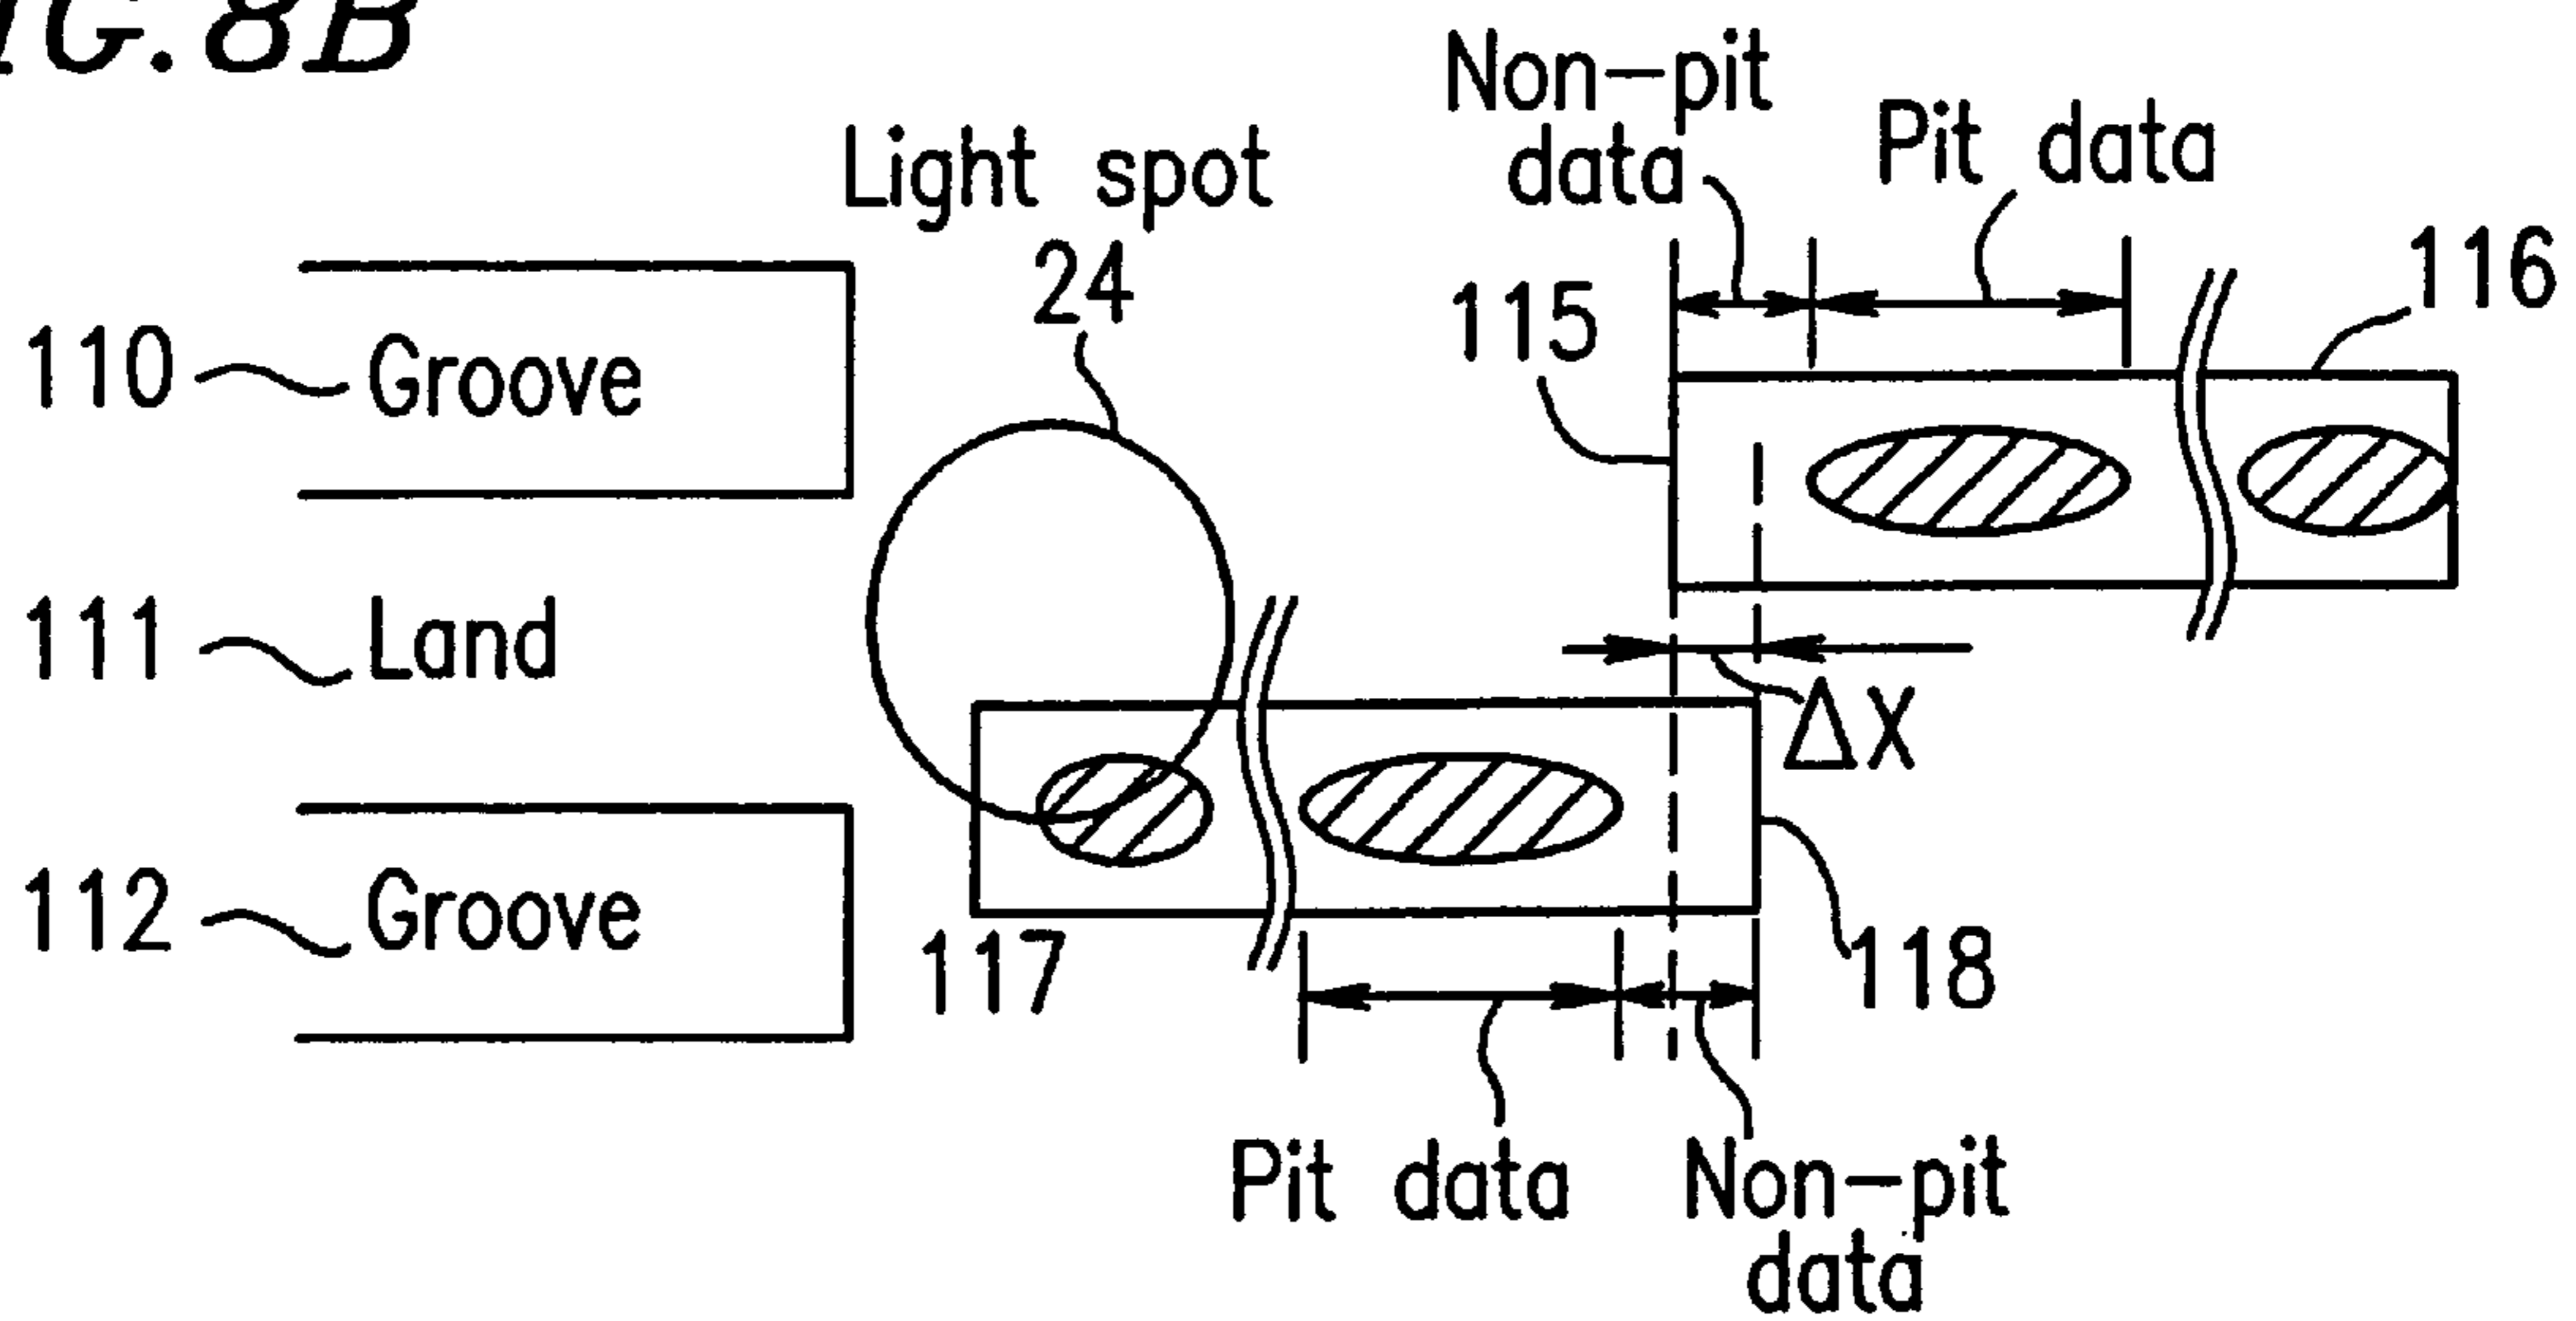 IG. 8B
Non-pit
data
Pit data
Light spot
24
115
116
110
Groove
111
Land
ΔX
112
Groove
117
118
Pit data
Non-pit
data